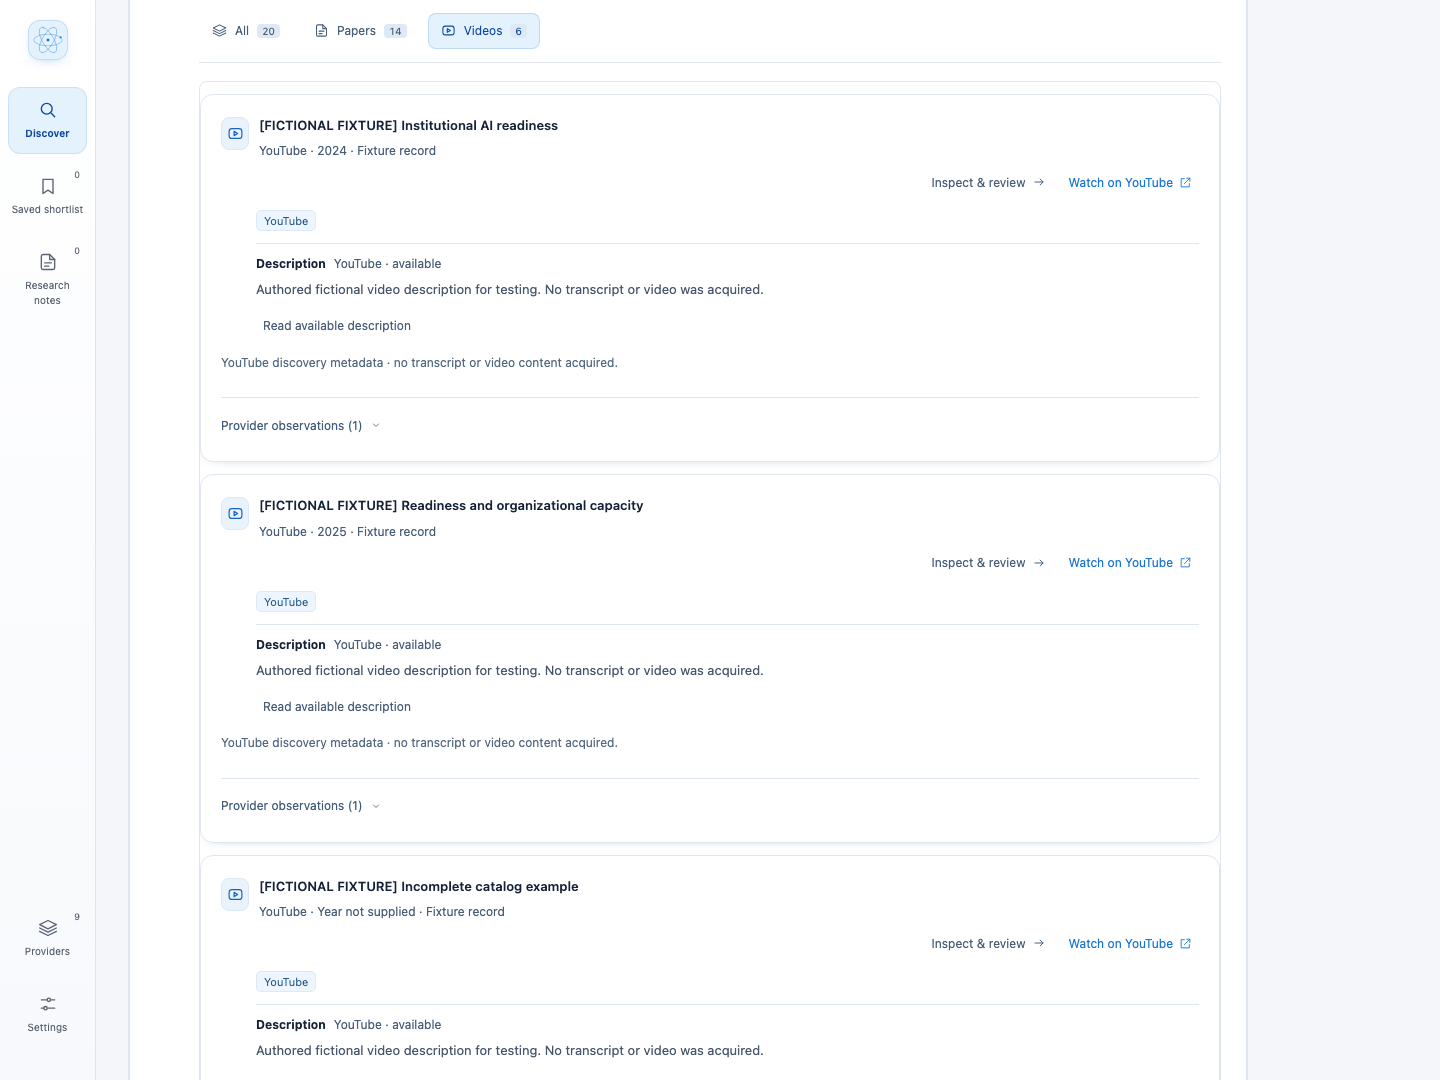 All 20
Papers 14
Videos 6
Discover
0
Saved shortlist
0
Research
notes
9
Providers
Settings
[FICTIONAL FIXTURE] Institutional AI readiness
YouTube · 2024 · Fixture record
Inspect & review → Watch on YouTube
YouTube
Description YouTube · available
Authored fictional video description for testing. No transcript or video was acquired.
Read available description
YouTube discovery metadata · no transcript or video content acquired.
Provider observations (1)
[FICTIONAL FIXTURE] Readiness and organizational capacity
YouTube · 2025 · Fixture record
Inspect & review → Watch on YouTube
YouTube
Description YouTube · available
Authored fictional video description for testing. No transcript or video was acquired.
Read available description
YouTube discovery metadata · no transcript or video content acquired.
Provider observations (1)
[FICTIONAL FIXTURE] Incomplete catalog example
YouTube · Year not supplied · Fixture record
Inspect & review → Watch on YouTube
YouTube
Description YouTube · available
Authored fictional video description for testing. No transcript or video was acquired.